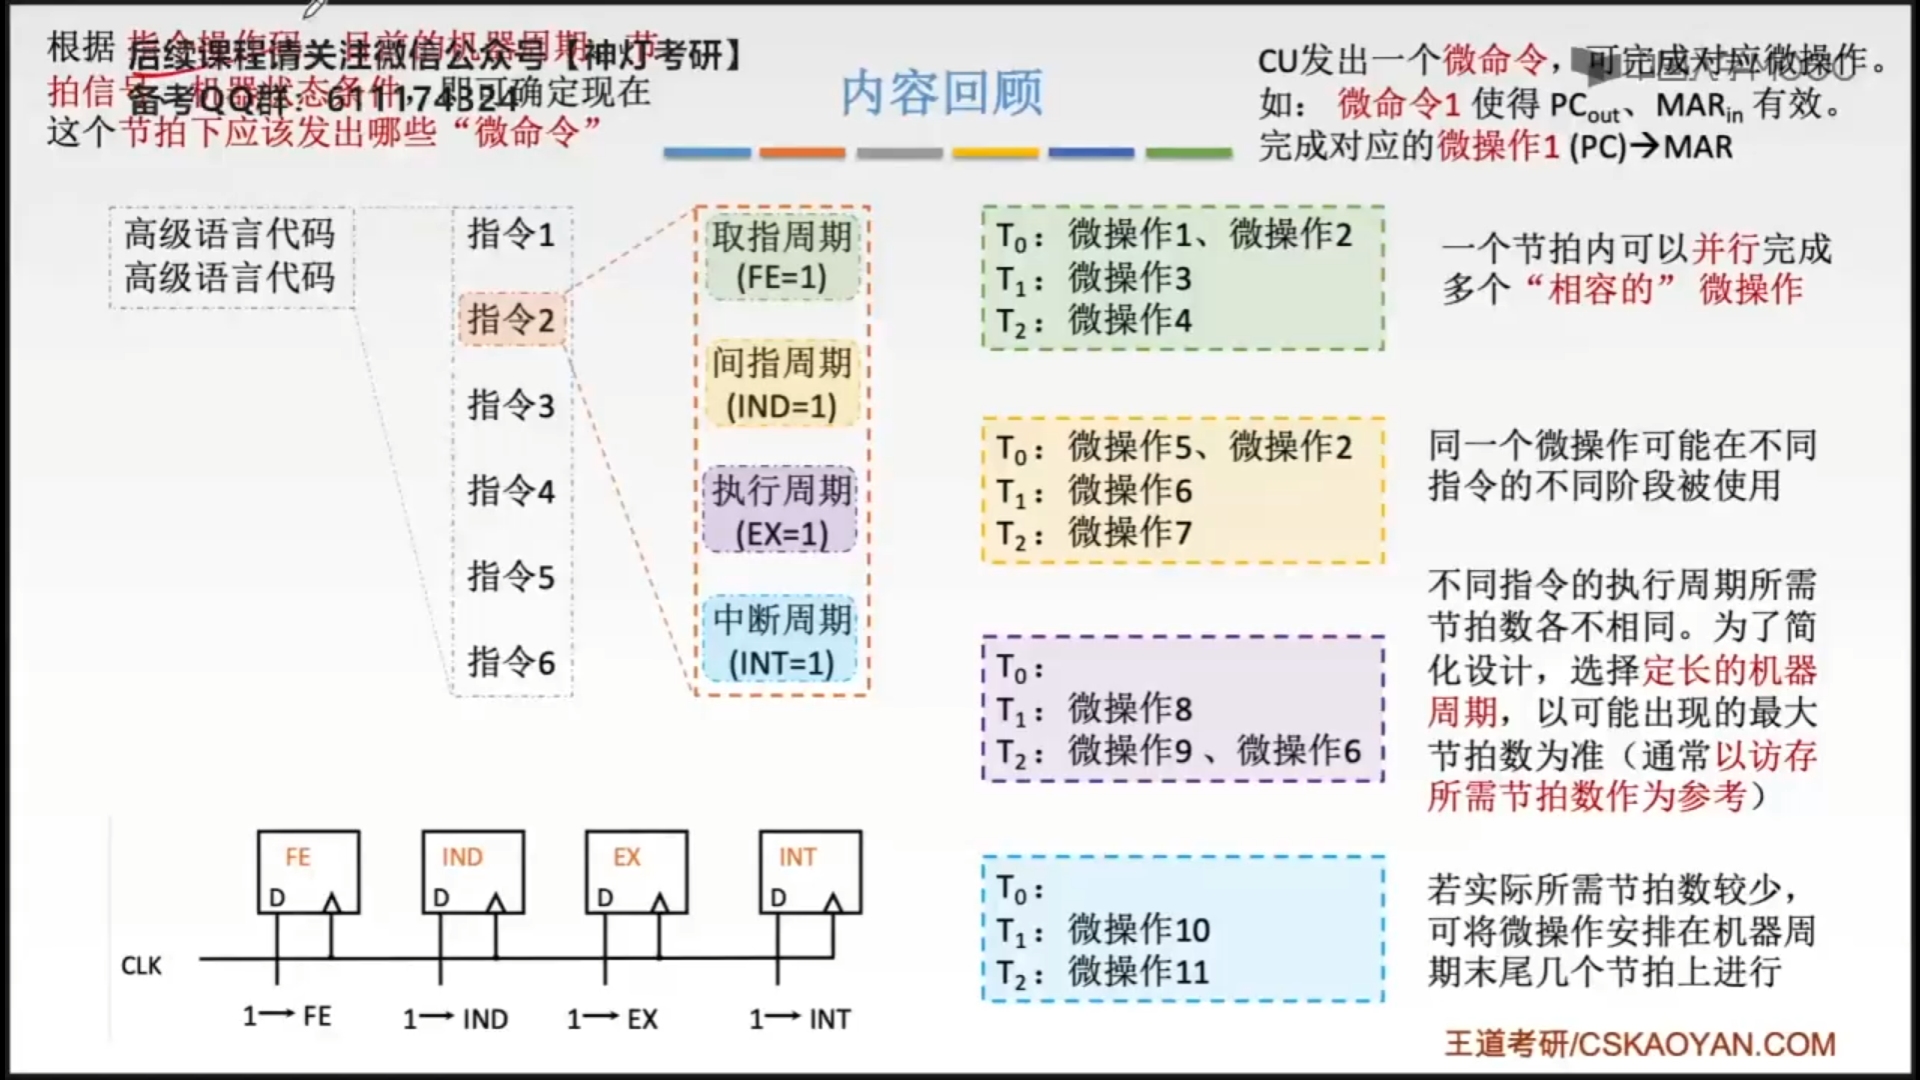 根据 指令操作码、目前的机器周期、节
拍信号、机器状态条件，即可确定现在
这个节拍下应该发出哪些“微命令”
后续课程请关注微信公众号【神灯考研】
备考QQ群：611174324
内容回顾
CU发出一个微命令，可完成对应微操作。
如： 微命令1 使得 PCout、MARin 有效。
完成对应的微操作1 (PC)→MAR
高级语言代码
高级语言代码
指令1
指令2
指令3
指令4
指令5
指令6
取指周期
(FE=1)
间指周期
(IND=1)
执行周期
(EX=1)
中断周期
(INT=1)
T0：微操作1、微操作2
T1：微操作3
T2：微操作4
一个节拍内可以并行完成
多个“相容的” 微操作
T0：微操作5、微操作2
T1：微操作6
T2：微操作7
同一个微操作可能在不同
指令的不同阶段被使用
T0：
T1：微操作8
T2：微操作9 、微操作6
不同指令的执行周期所需
节拍数各不相同。为了简
化设计，选择定长的机器
周期，以可能出现的最大
节拍数为准（通常以访存
所需节拍数作为参考）
T0：
T1：微操作10
T2：微操作11
若实际所需节拍数较少，
可将微操作安排在机器周
期末尾几个节拍上进行
FE
IND
EX
INT
D
D
D
D
CLK
1→ FE
1→ IND
1→ EX
1→ INT
王道考研/CSKAOYAN.COM